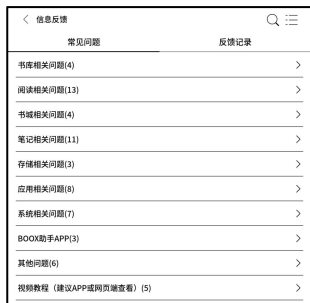 信息反馈
常见问题
反馈记录
书库相关问题(4)
阅读相关问题(13)
书城相关问题(4)
笔记相关问题(11)
存储相关问题(3)
应用相关问题(8)
系统相关问题(7)
BOOX助手APP(3)
其他问题(6)
视频教程（建议APP或网页端查看）(5)